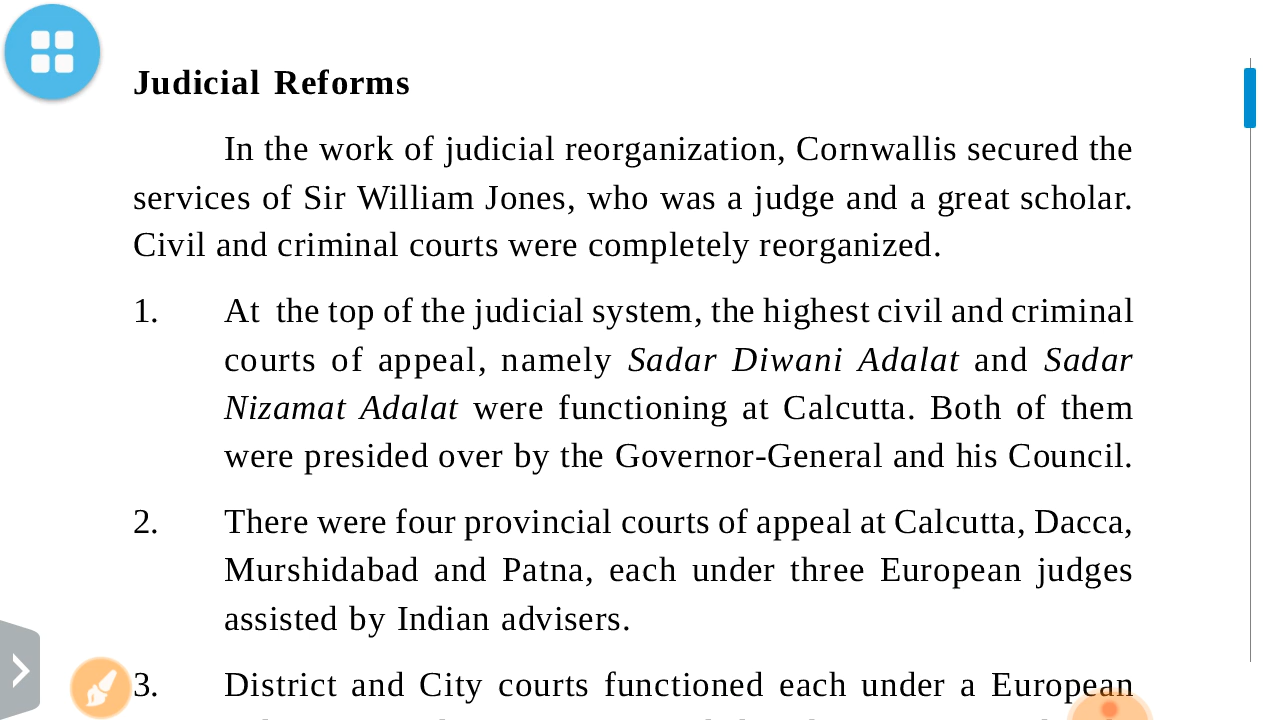 Judicial Reforms
In the work of judicial reorganization, Cornwallis secured the
services of Sir William Jones, who was a judge and a great scholar.
Civil and criminal courts were completely reorganized.
1. At the top of the judicial system, the highest civil and criminal
courts of appeal, namely Sadar Diwani Adalat and Sadar
Nizamat Adalat were functioning at Calcutta. Both of them
were presided over by the Governor-General and his Council.
2. There were four provincial courts of appeal at Calcutta, Dacca,
Murshidabad and Patna, each under three European judges
assisted by Indian advisers.
3. District and City courts functioned each under a European